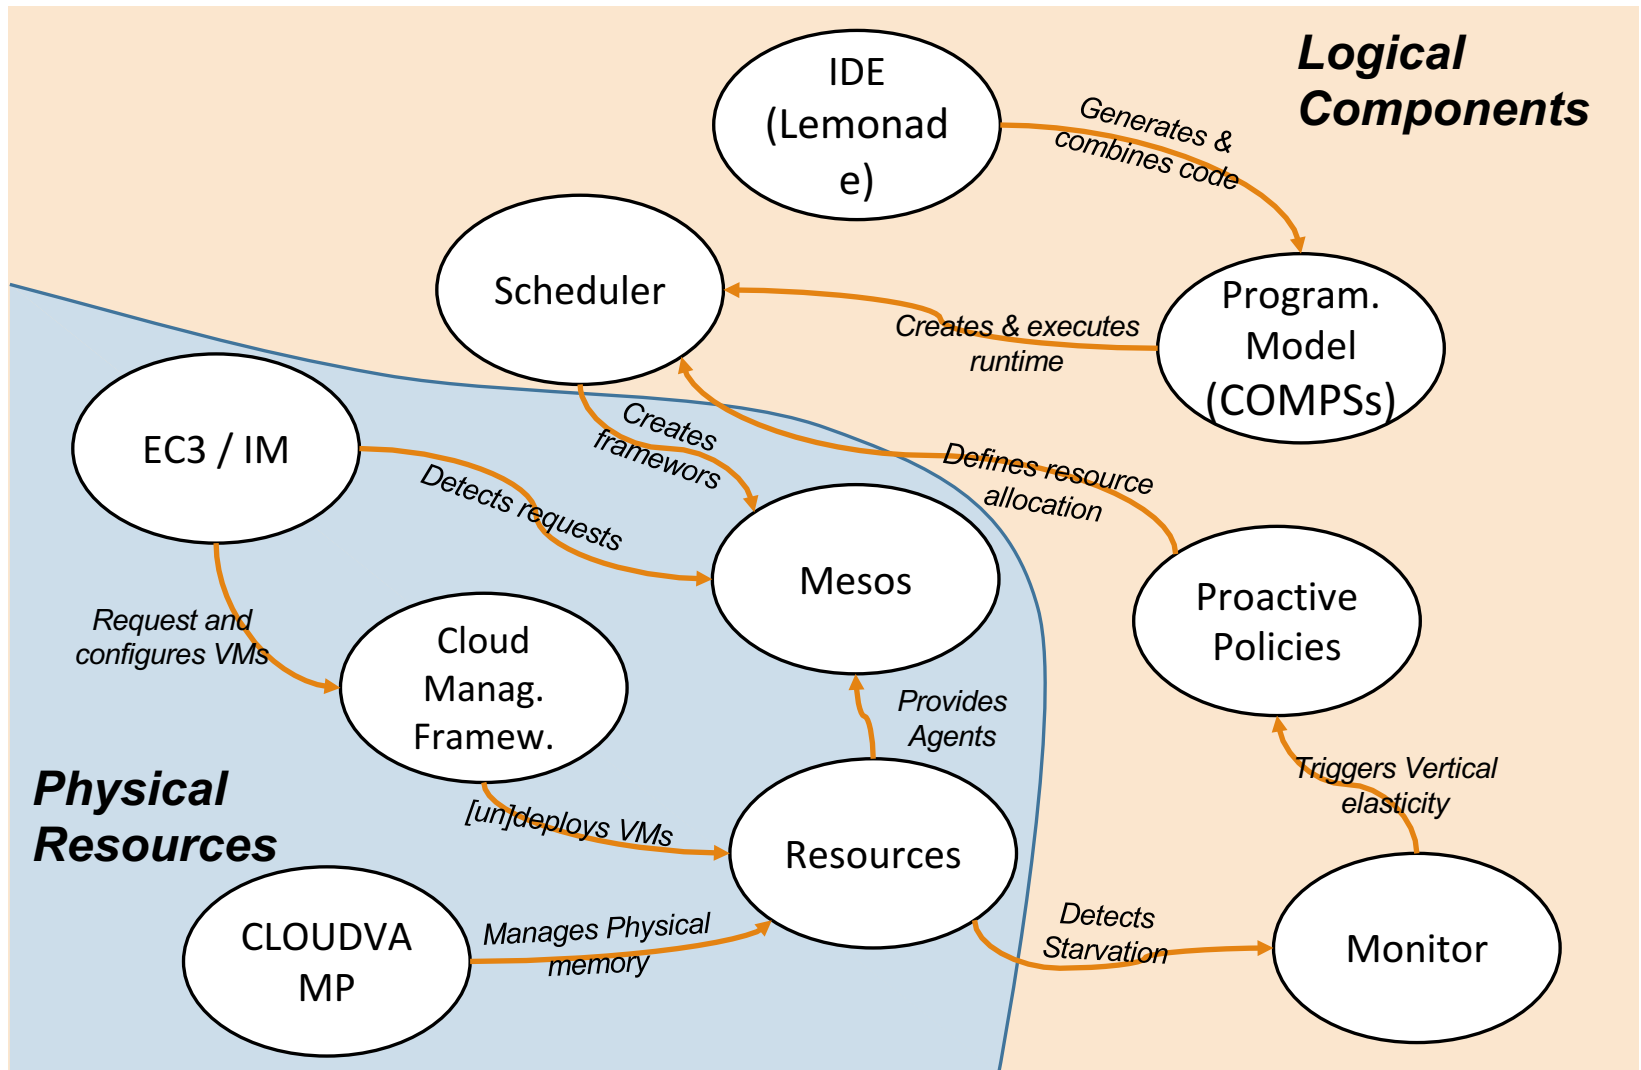 Logical
Components
IDE
(Lemonad
e)
Generates &
combines code
Scheduler
Program.
Model
(COMPSs)
Creates & executes
runtime
EC3 / IM
Creates
framewors
Detects requests
Defines resource
allocation
Mesos
Proactive
Policies
Request and
configures VMs
Cloud
Manag.
Framew.
Provides
Agents
Triggers Vertical
elasticity
Physical
Resources
[un]deploys VMs
Resources
CLOUDVA
MP
Manages Physical
memory
Detects
Starvation
Monitor